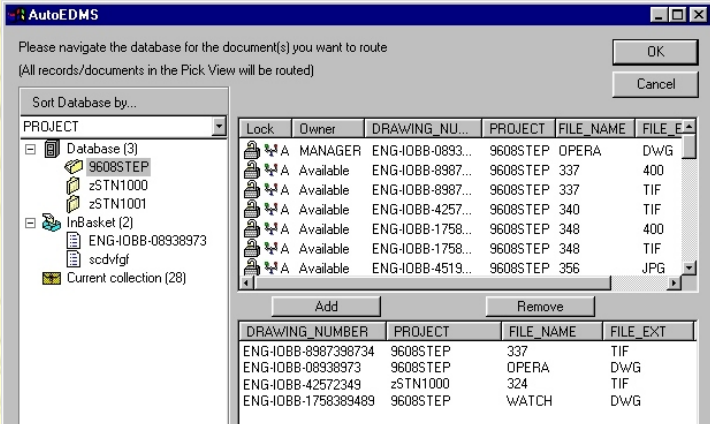 AutoEDMS
Please navigate the database for the document(s) you want to route
(All records/documents in the Pick View will be routed)
OK
Cancel
Sort Database by...
PROJECT
Database (3)
9608STEP
zSTN1000
zSTN1001
InBasket (2)
ENG-IOBB-08938973
scdvfgf
Current collection (28)
Lock Owner DRAWING_NU... PROJECT FILE_NAME FILE_E
A MANAGER ENG-IOBB-0893... 9608STEP OPERA DWG
A Available ENG-IOBB-8987... 9608STEP 337 400
A Available ENG-IOBB-8987... 9608STEP 337 TIF
A Available ENG-IOBB-4257... 9608STEP 340 TIF
A Available ENG-IOBB-1758... 9608STEP 348 400
A Available ENG-IOBB-1758... 9608STEP 348 TIF
A Available ENG-IOBB-4519... 9608STEP 356 JPG
Add Remove
DRAWING_NUMBER PROJECT FILE_NAME FILE_EXT
ENG-IOBB-8987398734 9608STEP 337 TIF
ENG-IOBB-08938973 9608STEP OPERA DWG
ENG-IOBB-42572349 zSTN1000 324 TIF
ENG-IOBB-1758389489 9608STEP WATCH DWG